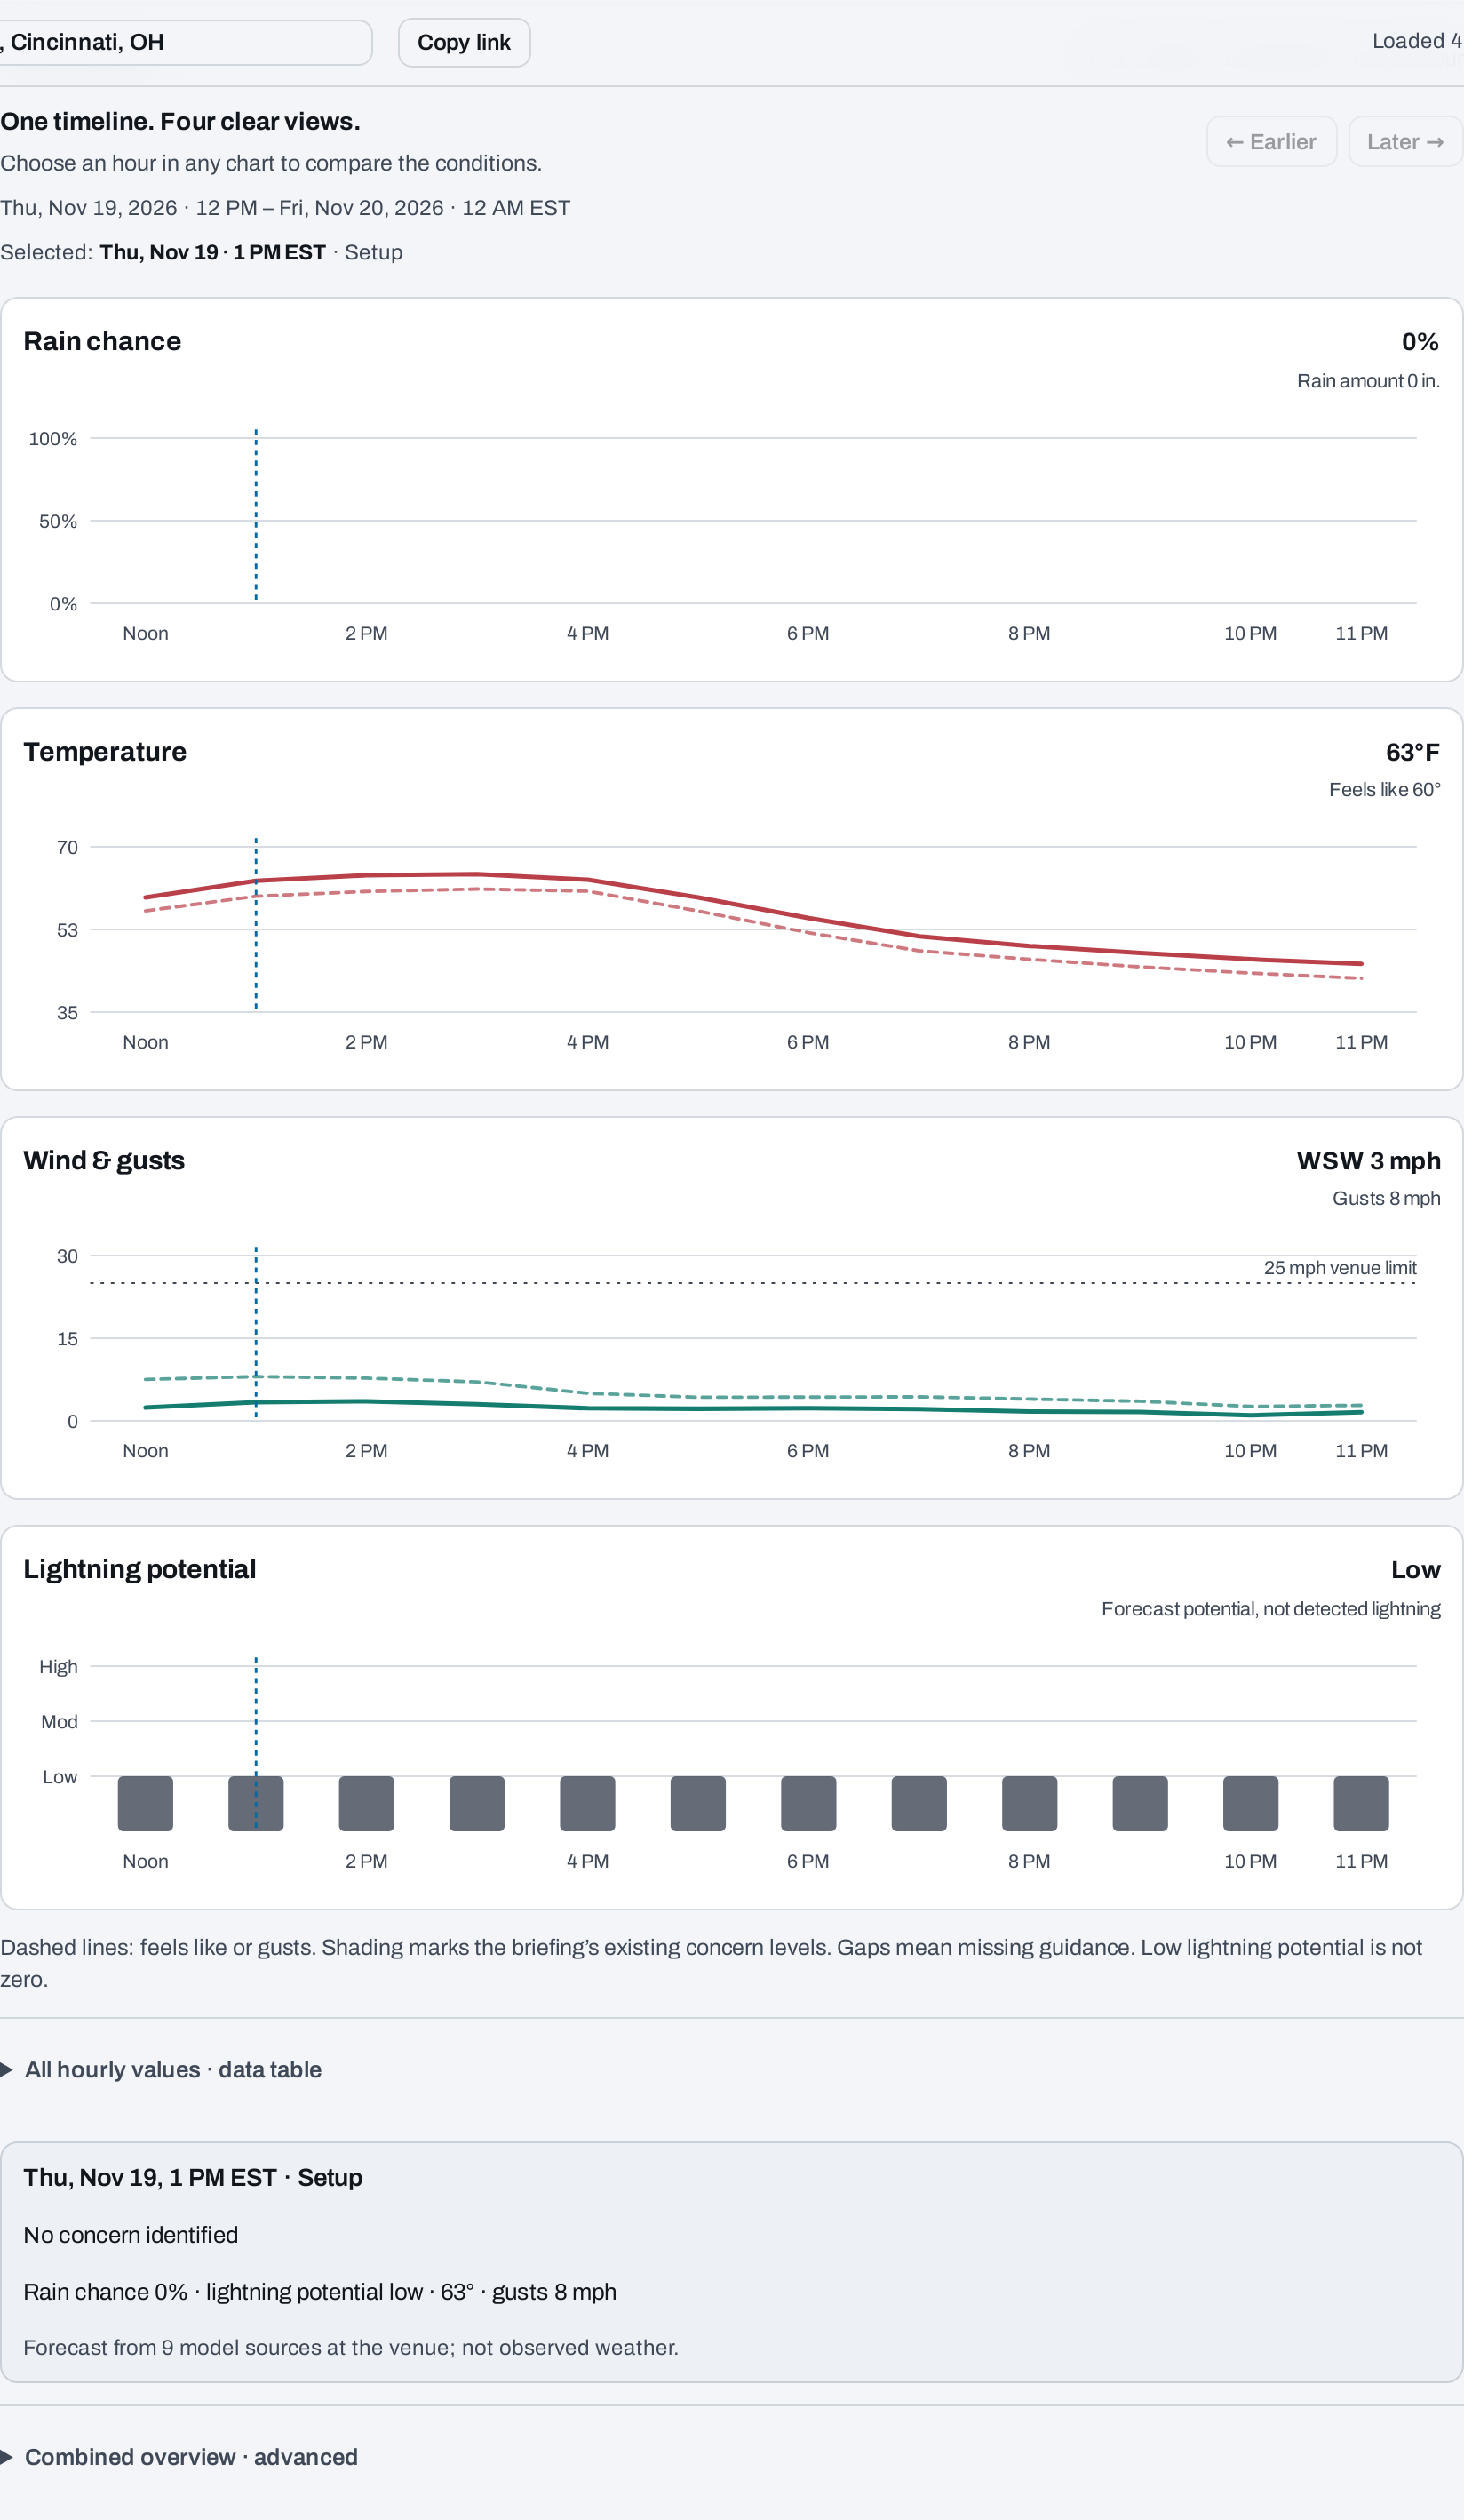 , Cincinnati, OH
Copy link
Loaded 4
One timeline. Four clear views.
Choose an hour in any chart to compare the conditions.
← Earlier
Later →
Thu, Nov 19, 2026 · 12 PM – Fri, Nov 20, 2026 · 12 AM EST
Selected: Thu, Nov 19 · 1 PM EST · Setup
Rain chance
0%
Rain amount 0 in.
100%
50%
0%
Noon 2 PM 4 PM 6 PM 8 PM 10 PM 11 PM
Temperature
63°F
Feels like 60°
70
53
35
Noon 2 PM 4 PM 6 PM 8 PM 10 PM 11 PM
Wind & gusts
WSW 3 mph
Gusts 8 mph
30
25 mph venue limit
15
0
Noon 2 PM 4 PM 6 PM 8 PM 10 PM 11 PM
Lightning potential
Low
Forecast potential, not detected lightning
High
Mod
Low
Noon 2 PM 4 PM 6 PM 8 PM 10 PM 11 PM
Dashed lines: feels like or gusts. Shading marks the briefing’s existing concern levels. Gaps mean missing guidance. Low lightning potential is not
zero.
▶ All hourly values · data table
Thu, Nov 19, 1 PM EST · Setup
No concern identified
Rain chance 0% · lightning potential low · 63° · gusts 8 mph
Forecast from 9 model sources at the venue; not observed weather.
▶ Combined overview · advanced